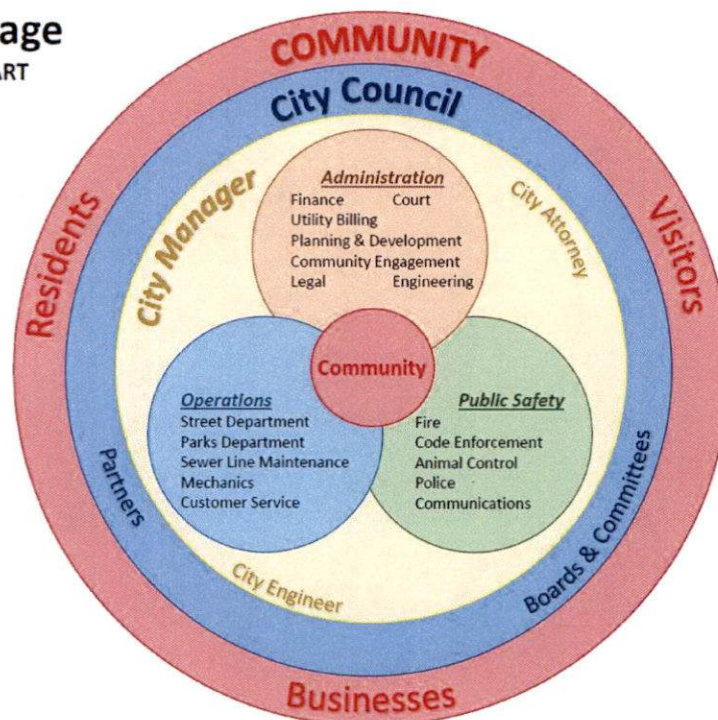 COMMUNITY
City Council
City Manager
City Attorney
Residents
Visitors
Administration
Finance Court
Utility Billing
Planning & Development
Community Engagement
Legal Engineering
Community
Operations
Street Department
Parks Department
Sewer Line Maintenance
Mechanics
Customer Service
Public Safety
Fire
Code Enforcement
Animal Control
Police
Communications
Partners
Boards & Committees
City Engineer
Businesses